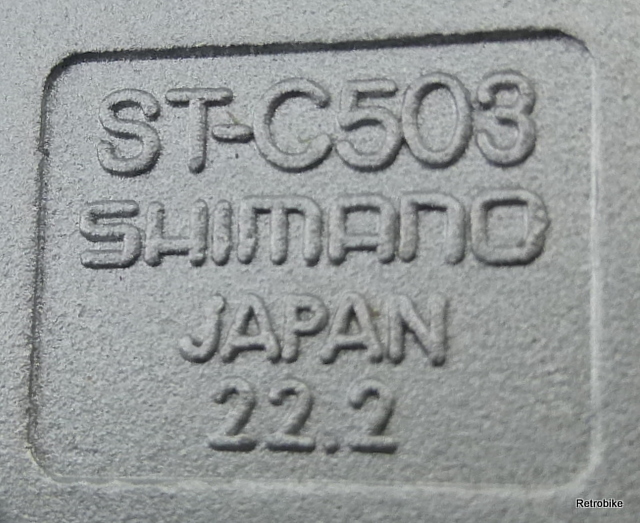 ST-C503
SHIMANO
JAPAN
22.2
Retrobike